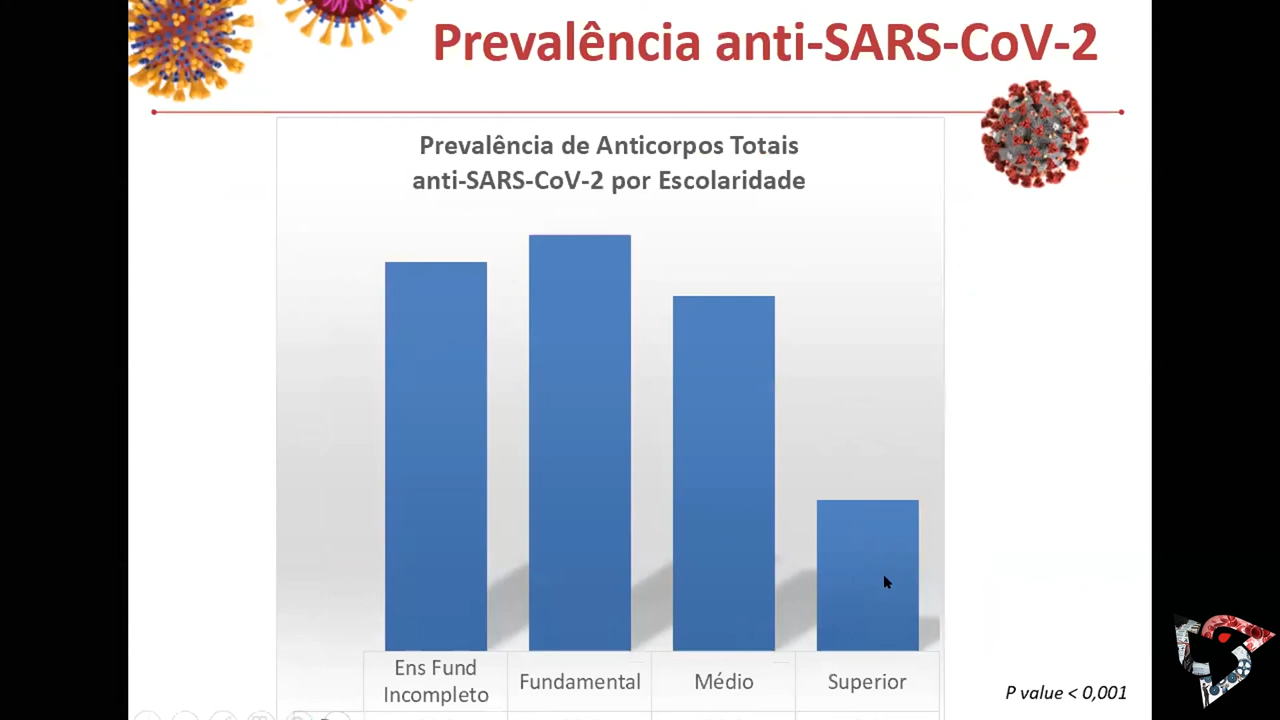 Prevalência anti-SARS-CoV-2
Prevalência de Anticorpos Totais
anti-SARS-CoV-2 por Escolaridade
Ens Fund
Incompleto
Fundamental
Médio
Superior
P value < 0,001